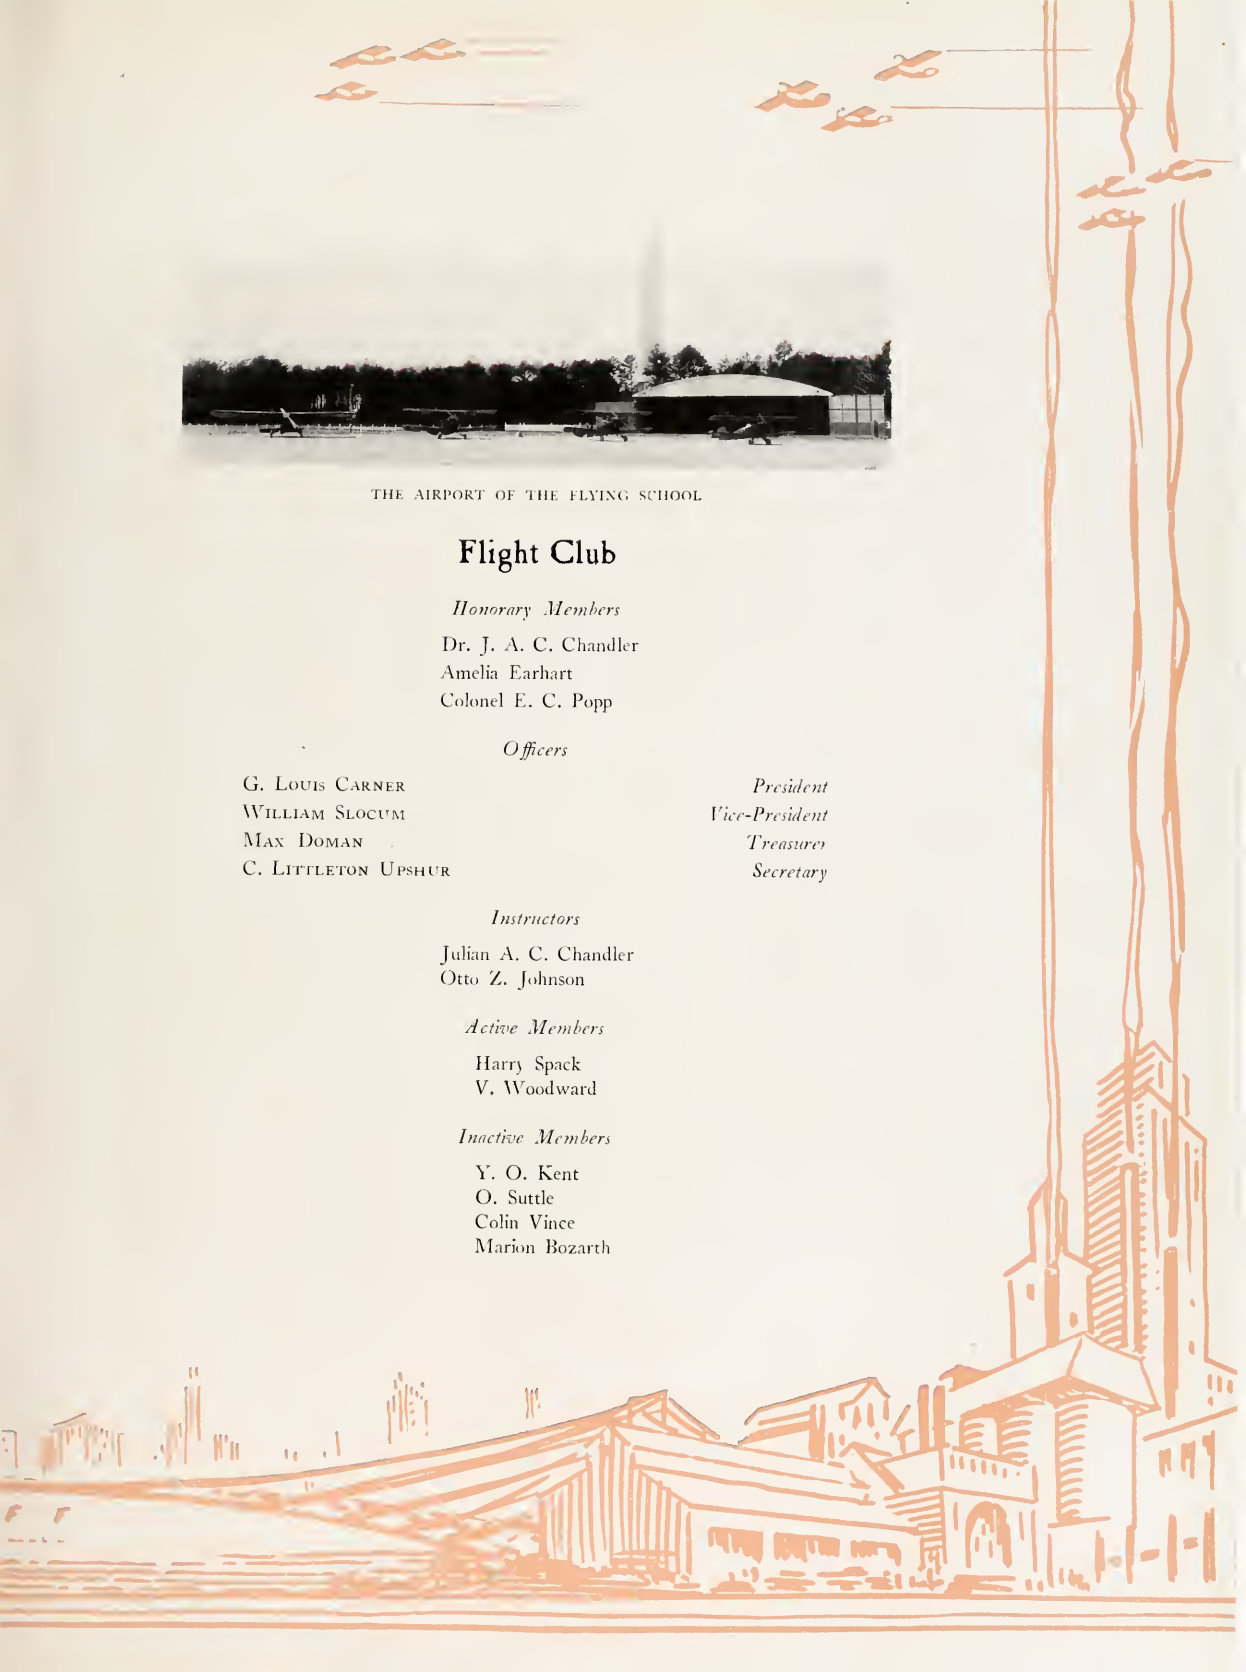 THE AIRPORT OF THE FLYING SCHOOL
Flight Club
Honorary Members
Dr. J. A. C. Chandler
Amelia Earhart
Colonel E. C. Popp
Officers
G. Louis Carner President
William Slocum Vice-President
Max Doman Treasurer
C. Littleton Upshur Secretary
Instructors
Julian A. C. Chandler
Otto Z. Johnson
Active Members
Harry Spack
V. Woodward
Inactive Members
Y. O. Kent
O. Suttle
Colin Vince
Marion Bozarth